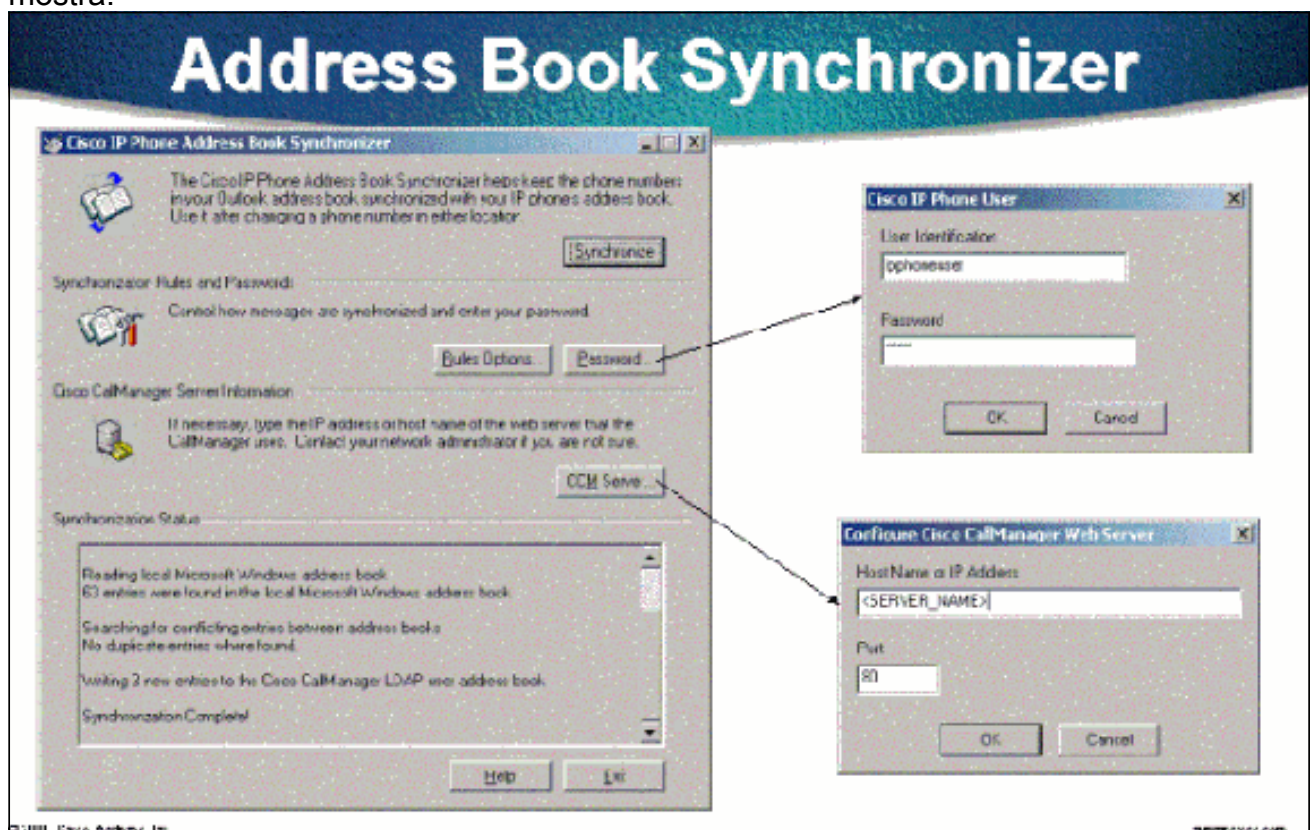 mostra:
Address Book Synchronizer
Cisco IP Phone Address Book Synchronizer
The Cisco IP Phone Address Book Synchronizer helps keep the phone numbers
in your Outlook address book synchronized with your IP phone's address book.
Use it after changing a phone number in either location.
Synchronize
Synchronization Rules and Passwords
Control how messages are synchronized and enter your password.
Rules Options...
Password...
Cisco CallManager Server Information
If necessary, type the IP address or host name of the web server that the
CallManager uses. Contact your network administrator if you are not sure.
CCM Server...
Synchronization Status
Reading local Microsoft Windows address book
63 entries were found in the local Microsoft Windows address book
Searching for conflicting entries between address books
No duplicate entries where found.
Writing 3 new entries to the Cisco CallManager LDAP user address book
Synchronization Complete!
Help
Exit
Cisco IP Phone User
User Identification
Password
OK
Cancel
Configure Cisco CallManager Web Server
Host Name or IP Address
<SERVER_NAME>
Port
80
OK
Cancel